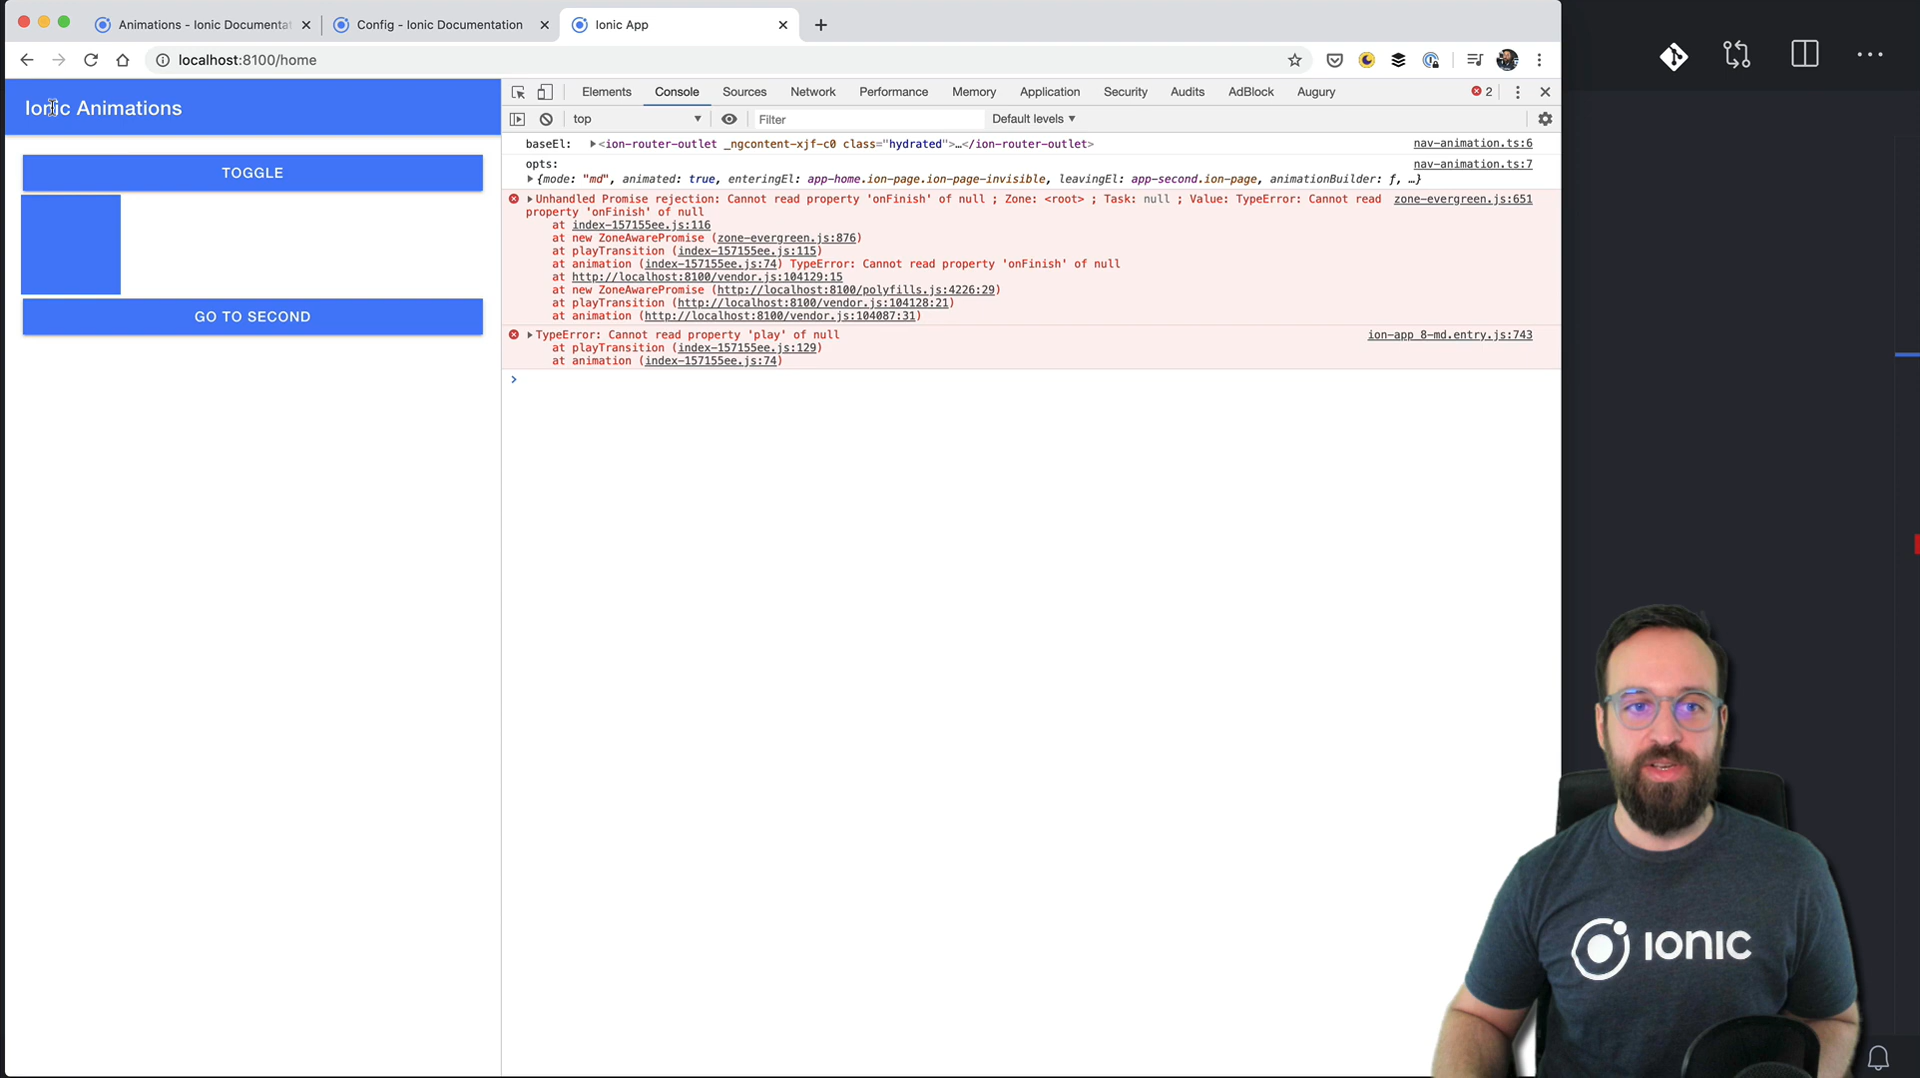 Animations - Ionic Documentat
Config - Ionic Documentation
Ionic App
localhost:8100/home
Ionic Animations
TOGGLE
GO TO SECOND
Elements Console Sources Network Performance Memory Application Security Audits AdBlock Augury 2
top Filter Default levels
baseEl: <ion-router-outlet _ngcontent-xjf-c0 class="hydrated">…</ion-router-outlet> nav-animation.ts:6
opts: nav-animation.ts:7
{mode: "md", animated: true, enteringEl: app-home.ion-page.ion-page-invisible, leavingEl: app-second.ion-page, animationBuilder: ƒ, …}
Unhandled Promise rejection: Cannot read property 'onFinish' of null ; Zone: <root> ; Task: null ; Value: TypeError: Cannot read zone-evergreen.js:651
property 'onFinish' of null
at index-157155ee.js:116
at new ZoneAwarePromise (zone-evergreen.js:876)
at playTransition (index-157155ee.js:115)
at animation (index-157155ee.js:74) TypeError: Cannot read property 'onFinish' of null
at http://localhost:8100/vendor.js:104129:15
at new ZoneAwarePromise (http://localhost:8100/polyfills.js:4226:29)
at playTransition (http://localhost:8100/vendor.js:104128:21)
at animation (http://localhost:8100/vendor.js:104087:31)
TypeError: Cannot read property 'play' of null ion-app_8-md.entry.js:743
at playTransition (index-157155ee.js:129)
at animation (index-157155ee.js:74)
IONIC